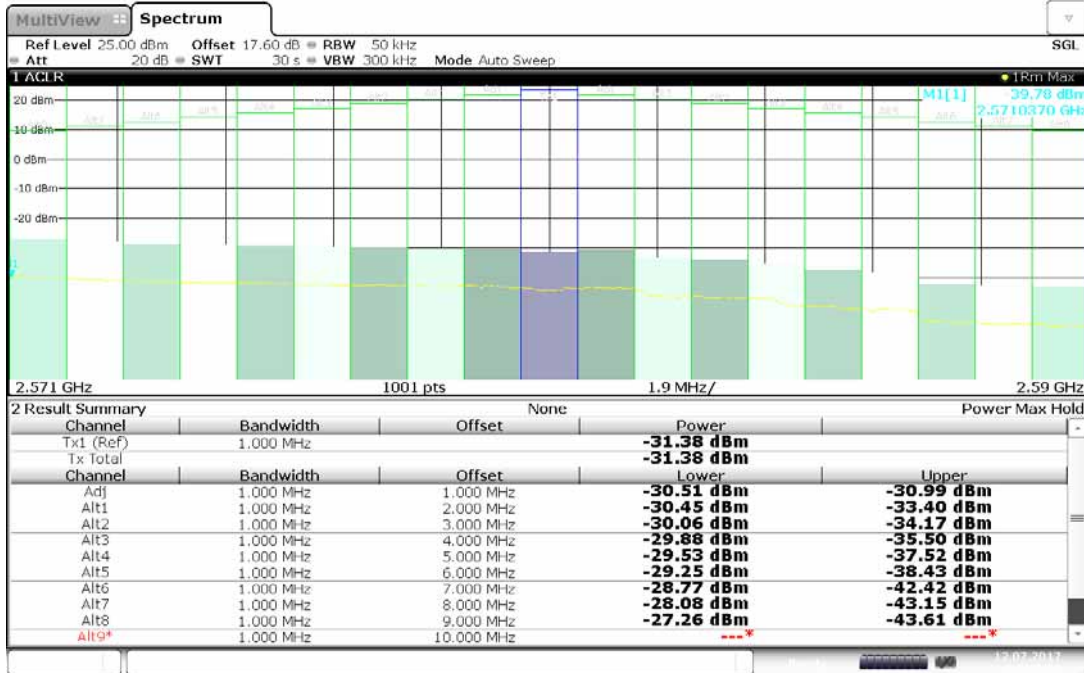 MultiView Spectrum
Ref Level 25.00 dBm Offset 17.60 dB RBW 50 kHz SGL
Att 20 dB SWT 30 s VBW 300 kHz Mode Auto Sweep
1 ACLR 1Rm Max
M1[1] -39.78 dBm
2.5710370 GHz
20 dBm
10 dBm
0 dBm
-10 dBm
-20 dBm
2.571 GHz 1001 pts 1.9 MHz/ 2.59 GHz
2 Result Summary None Power Max Hold
Channel Bandwidth Offset Power
Tx1 (Ref) 1.000 MHz -31.38 dBm
Tx Total -31.38 dBm
Channel Bandwidth Offset Lower Upper
Adj 1.000 MHz 1.000 MHz -30.51 dBm -30.99 dBm
Alt1 1.000 MHz 2.000 MHz -30.45 dBm -33.40 dBm
Alt2 1.000 MHz 3.000 MHz -30.06 dBm -34.17 dBm
Alt3 1.000 MHz 4.000 MHz -29.88 dBm -35.50 dBm
Alt4 1.000 MHz 5.000 MHz -29.53 dBm -37.52 dBm
Alt5 1.000 MHz 6.000 MHz -29.25 dBm -38.43 dBm
Alt6 1.000 MHz 7.000 MHz -28.77 dBm -42.42 dBm
Alt7 1.000 MHz 8.000 MHz -28.08 dBm -43.15 dBm
Alt8 1.000 MHz 9.000 MHz -27.26 dBm -43.61 dBm
Alt9* 1.000 MHz 10.000 MHz ---* ---*
12.07.2017